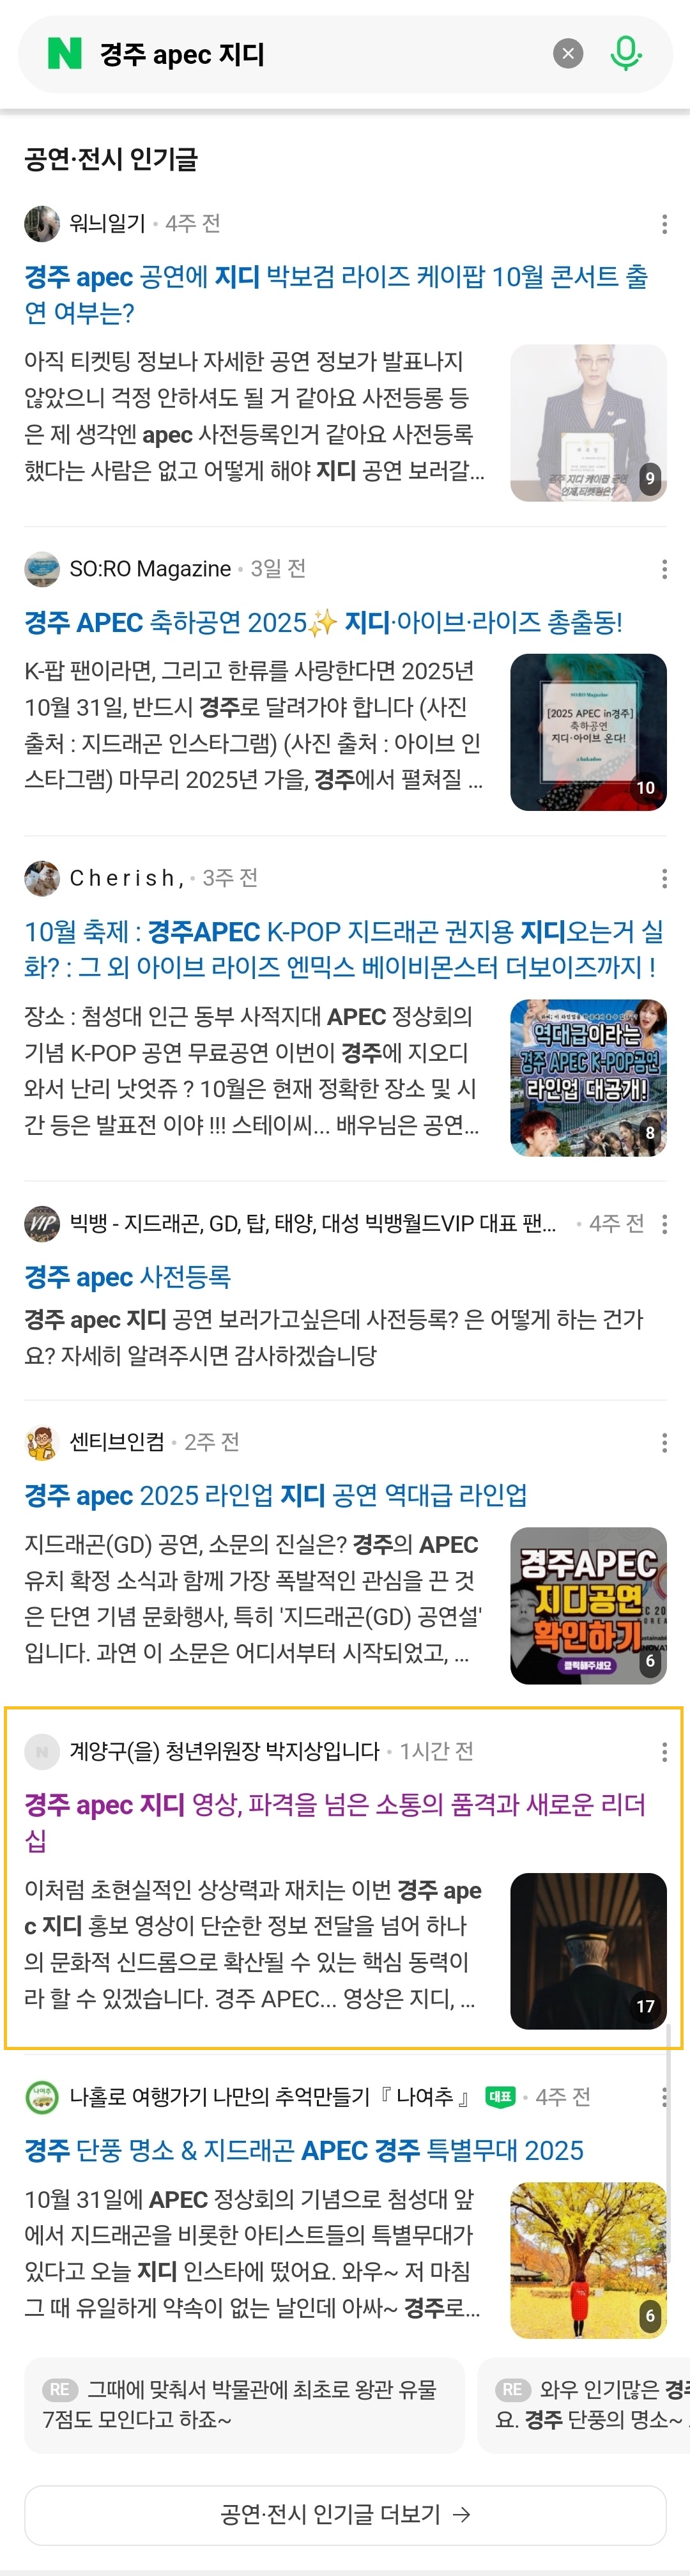 N 경주 apec 지디
공연·전시 인기글
워늬일기 • 4주 전
경주 apec 공연에 지디 박보검 라이즈 케이팝 10월 콘서트 출
연 여부는?
아직 티켓팅 정보나 자세한 공연 정보가 발표나지
않았으니 걱정 안하셔도 될 거 같아요 사전등롱 등
은 제 생각엔 apec 사전등록인거 같아요 사전등록
했다는 사람은 없고 어떻게 해야 지디 공연 보러갈...
경주 지디 케이팝 공연
언제,티켓팅은?
9
SO:RO Magazine • 3일 전
경주 APEC 축하공연 2025✨ 지디·아이브·라이즈 총출동!
K-팝 팬이라면, 그리고 한류를 사랑한다면 2025년
10월 31일, 반드시 경주로 달려가야 합니다 (사진
출처 : 지드래곤 인스타그램) (사진 출처 : 아이브 인
스타그램) 마무리 2025년 가을, 경주에서 펼쳐질 ...
SO:RO Magazine
[2025 APEC in경주]
축하공연
지디·아이브 온다!
10
C h e r i s h , • 3주 전
10월 축제 : 경주APEC K-POP 지드래곤 권지용 지디오는거 실
화? : 그 외 아이브 라이즈 엔믹스 베이비몬스터 더보이즈까지 !
장소 : 첨성대 인근 동부 사적지대 APEC 정상회의
기념 K-POP 공연 무료공연 이번이 경주에 지오디
와서 난리 낫엇쥬 ? 10월은 현재 정확한 장소 및 시
간 등은 발표전 이야 !!! 스테이씨... 배우님은 공연...
역대급이라는
경주 APEC K-POP공연
라인업 대공개!
8
VIP 빅뱅 - 지드래곤, GD, 탑, 태양, 대성 빅뱅월드VIP 대표 팬... • 4주 전
경주 apec 사전등록
경주 apec 지디 공연 보러가고싶은데 사전등록? 은 어떻게 하는 건가
요? 자세히 알려주시면 감사하겠습니당
센티브인컴 • 2주 전
경주 apec 2025 라인업 지디 공연 역대급 라인업
지드래곤(GD) 공연, 소문의 진실은? 경주의 APEC
유치 확정 소식과 함께 가장 폭발적인 관심을 끈 것
은 단연 기념 문화행사, 특히 '지드래곤(GD) 공연설'
입니다. 과연 이 소문은 어디서부터 시작되었고, ...
경주APEC
지디공연
확인하기
클릭해주세요
6
N 계양구(을) 청년위원장 박지상입니다 • 1시간 전
경주 apec 지디 영상, 파격을 넘은 소통의 품격과 새로운 리더
십
이처럼 초현실적인 상상력과 재치는 이번 경주 ape
c 지디 홍보 영상이 단순한 정보 전달을 넘어 하나
의 문화적 신드롬으로 확산될 수 있는 핵심 동력이
라 할 수 있겠습니다. 경주 APEC... 영상은 지디, ...
17
나여추 나홀로 여행가기 나만의 추억만들기『 나여추 』 대표 • 4주 전
경주 단풍 명소 & 지드래곤 APEC 경주 특별무대 2025
10월 31일에 APEC 정상회의 기념으로 첨성대 앞
에서 지드래곤을 비롯한 아티스트들의 특별무대가
있다고 오늘 지디 인스타에 떴어요. 와우~ 저 마침
그 때 유일하게 약속이 없는 날인데 아싸~ 경주로...
6
RE 그때에 맞춰서 박물관에 최초로 왕관 유물
7점도 모인다고 하죠~
RE 와우 인기많은 경주
요. 경주 단풍의 명소~
공연·전시 인기글 더보기 →